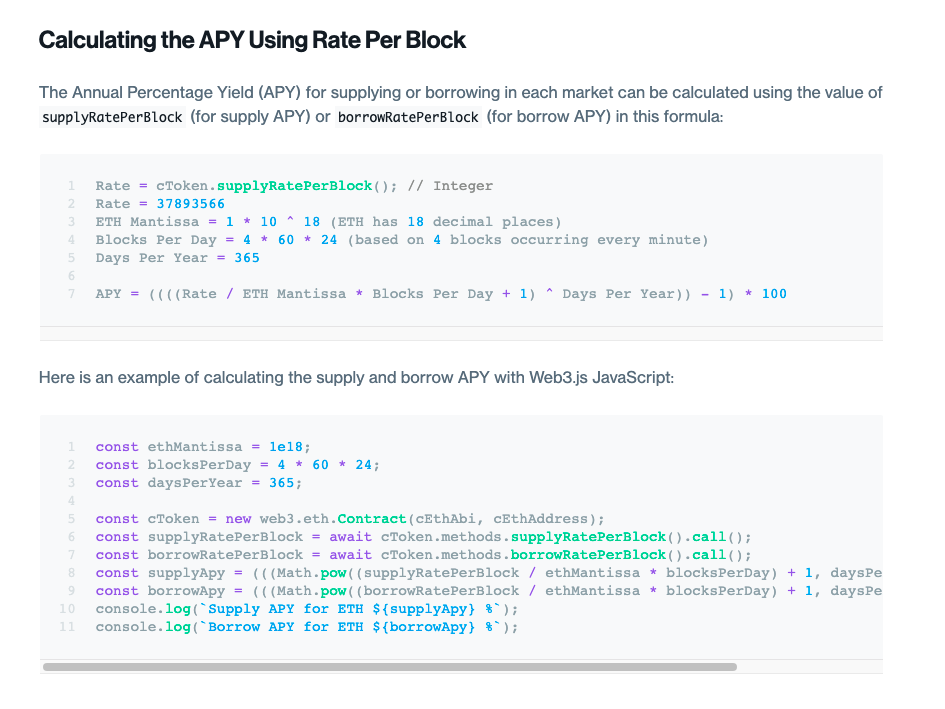 Calculating the APY Using Rate Per Block
The Annual Percentage Yield (APY) for supplying or borrowing in each market can be calculated using the value of
supplyRatePerBlock (for supply APY) or borrowRatePerBlock (for borrow APY) in this formula:
1 Rate = cToken.supplyRatePerBlock(); // Integer
2 Rate = 37893566
3 ETH Mantissa = 1 * 10 ^ 18 (ETH has 18 decimal places)
4 Blocks Per Day = 4 * 60 * 24 (based on 4 blocks occurring every minute)
5 Days Per Year = 365
6
7 APY = ((((Rate / ETH Mantissa * Blocks Per Day + 1) ^ Days Per Year)) - 1) * 100
Here is an example of calculating the supply and borrow APY with Web3.js JavaScript:
1 const ethMantissa = 1e18;
2 const blocksPerDay = 4 * 60 * 24;
3 const daysPerYear = 365;
4
5 const cToken = new web3.eth.Contract(cEthAbi, cEthAddress);
6 const supplyRatePerBlock = await cToken.methods.supplyRatePerBlock().call();
7 const borrowRatePerBlock = await cToken.methods.borrowRatePerBlock().call();
8 const supplyApy = (((Math.pow((supplyRatePerBlock / ethMantissa * blocksPerDay) + 1, daysPe
9 const borrowApy = (((Math.pow((borrowRatePerBlock / ethMantissa * blocksPerDay) + 1, daysPe
10 console.log(`Supply APY for ETH ${supplyApy} %`);
11 console.log(`Borrow APY for ETH ${borrowApy} %`);